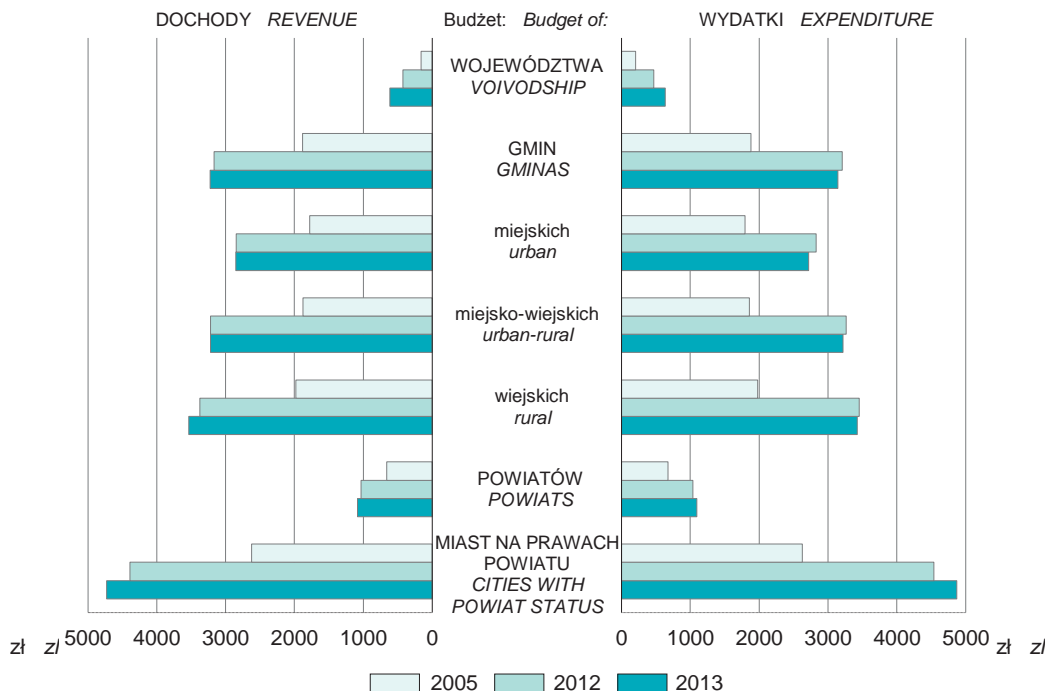 DOCHODY REVENUE Budżet: Budget of: WYDATKI EXPENDITURE
WOJEWÓDZTWA
VOIVODSHIP
GMIN
GMINAS
miejskich
urban
miejsko-wiejskich
urban-rural
wiejskich
rural
POWIATÓW
POWIATS
MIAST NA PRAWACH
POWIATU
CITIES WITH
POWIAT STATUS
zł zl 5000 4000 3000 2000 1000 0 0 1000 2000 3000 4000 5000 zł zl
2005 2012 2013